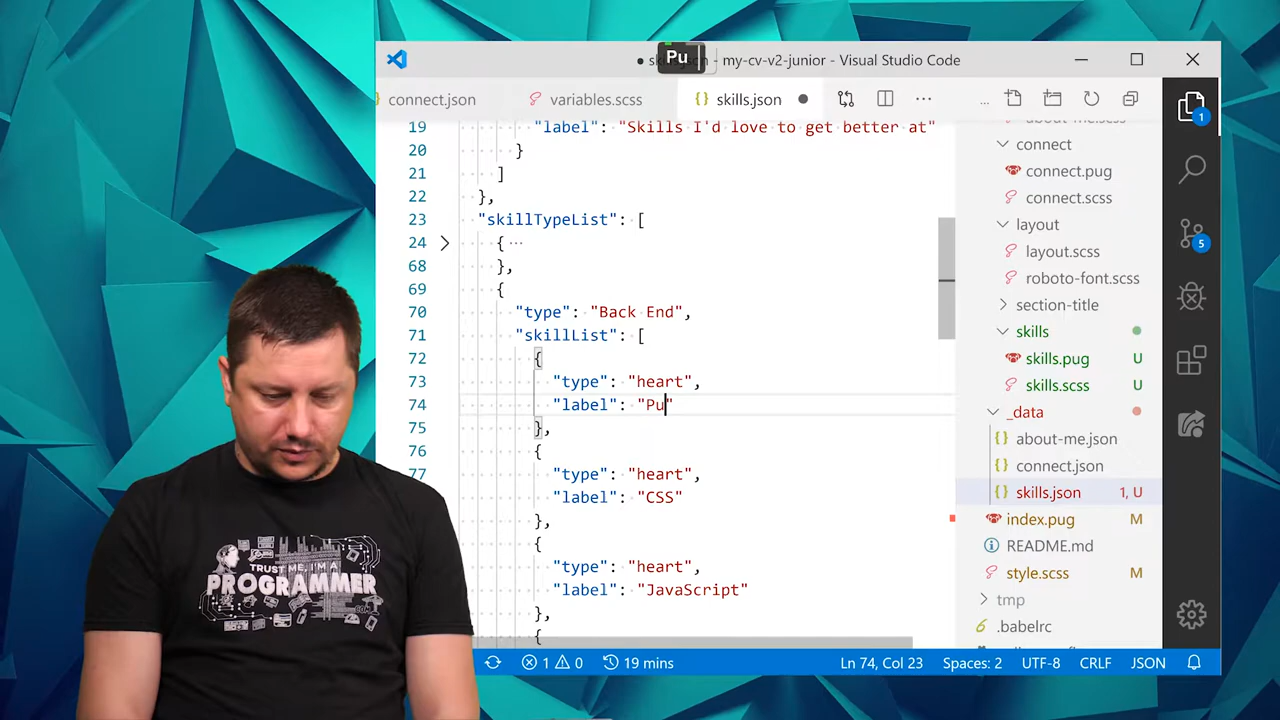 Pu
● sk - my-cv-v2-junior - Visual Studio Code
connect.json
variables.scss
{} skills.json ●
19 "label": "Skills I'd love to get better at"
20 }
21 ]
22 },
23 "skillTypeList": [
24 { ···
68 },
69 {
70 "type": "Back End",
71 "skillList": [
72 {
73 "type": "heart",
74 "label": "Pu"
75 },
76 {
77 "type": "heart",
"label": "CSS"
},
{
"type": "heart",
"label": "JavaScript"
},
{
...
about-me.scss
connect
connect.pug
connect.scss
layout
layout.scss
roboto-font.scss
section-title
skills
skills.pug U
skills.scss U
_data
{} about-me.json
{} connect.json
{} skills.json 1, U
index.pug M
README.md
style.scss M
tmp
.babelrc
1
5
TRUST ME, I'M A
PROGRAMMER
1 0 19 mins Ln 74, Col 23 Spaces: 2 UTF-8 CRLF JSON